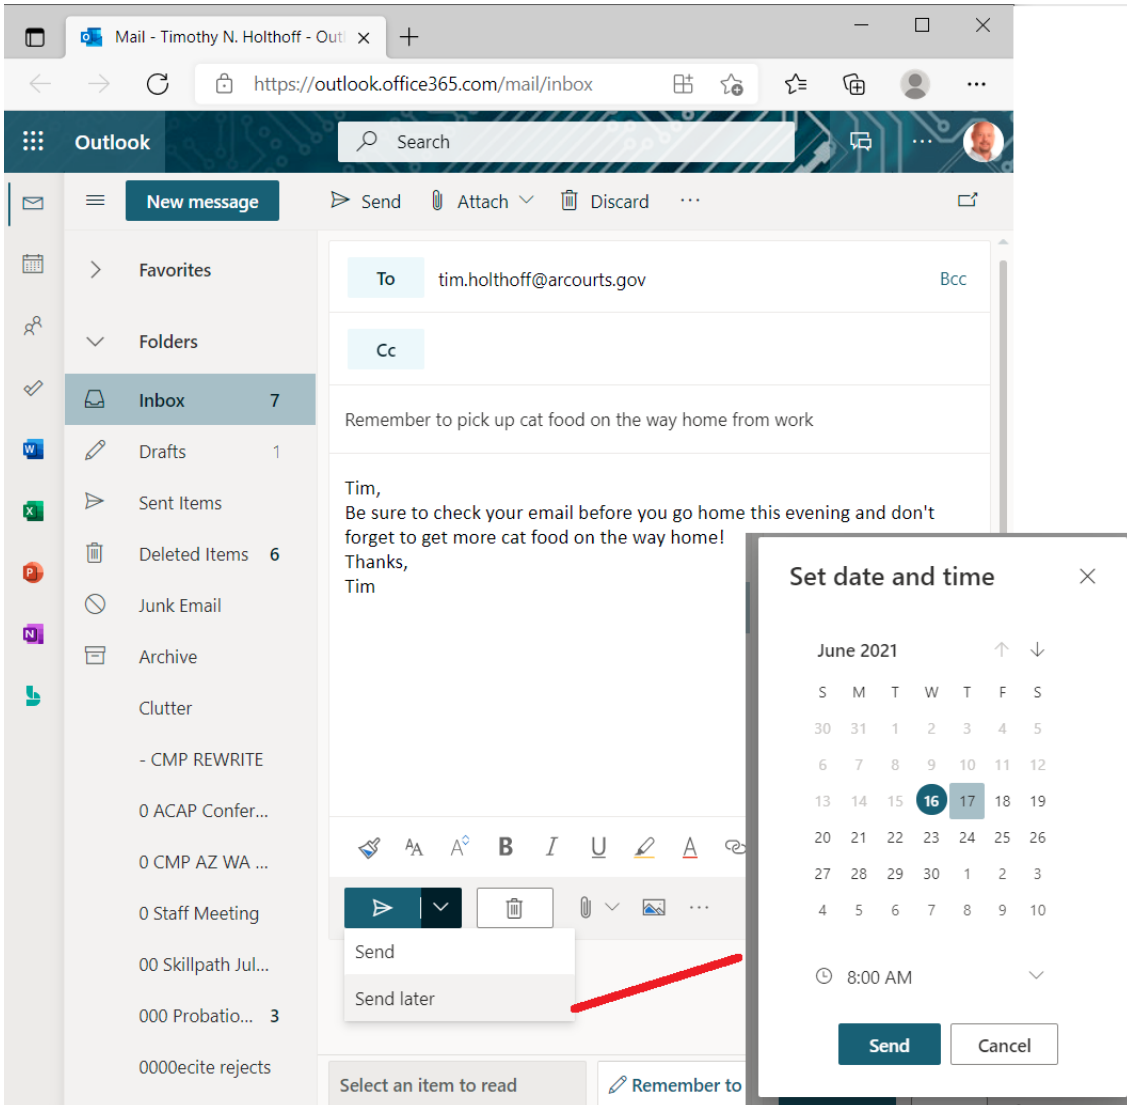 Mail - Timothy N. Holthoff - Out
https://outlook.office365.com/mail/inbox
Outlook
Search
New message
Send
Attach
Discard
Favorites
Folders
Inbox 7
Drafts 1
Sent Items
Deleted Items 6
Junk Email
Archive
Clutter
- CMP REWRITE
0 ACAP Confer...
0 CMP AZ WA ...
0 Staff Meeting
00 Skillpath Jul...
000 Probatio... 3
0000ecite rejects
To tim.holthoff@arcourts.gov Bcc
Cc
Remember to pick up cat food on the way home from work
Tim,
Be sure to check your email before you go home this evening and don't
forget to get more cat food on the way home!
Thanks,
Tim
Send
Send later
Select an item to read
Remember to
Set date and time
June 2021
S M T W T F S
30 31 1 2 3 4 5
6 7 8 9 10 11 12
13 14 15 16 17 18 19
20 21 22 23 24 25 26
27 28 29 30 1 2 3
4 5 6 7 8 9 10
8:00 AM
Send Cancel